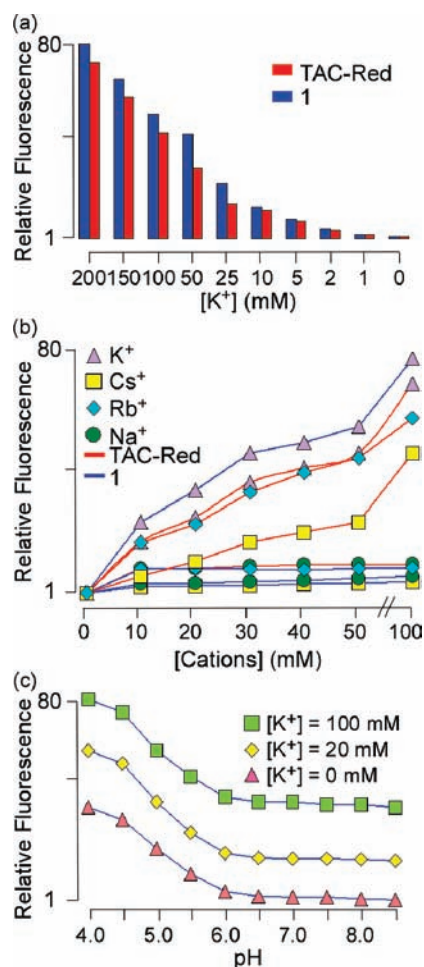 (a)
80
Relative Fluorescence
1
TAC-Red
1
200 150 100 50 25 10 5 2 1 0
[K⁺] (mM)
(b)
80
Relative Fluorescence
1
K⁺
Cs⁺
Rb⁺
Na⁺
TAC-Red
1
0 10 20 30 40 50 100
[Cations] (mM)
(c)
80
Relative Fluorescence
1
[K⁺] = 100 mM
[K⁺] = 20 mM
[K⁺] = 0 mM
4.0 5.0 6.0 7.0 8.0
pH